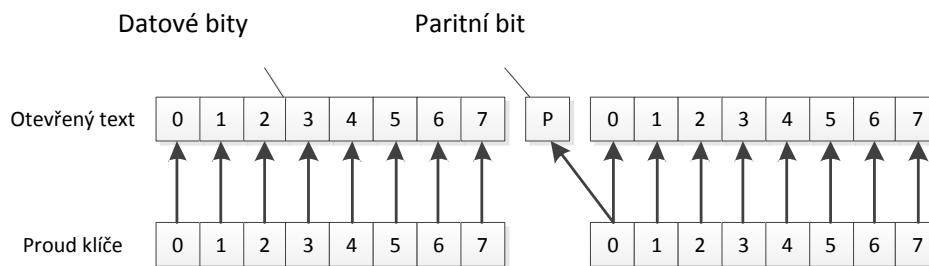 Datové bity Paritní bit
Otevřený text 0 1 2 3 4 5 6 7 P 0 1 2 3 4 5 6 7
Proud klíče 0 1 2 3 4 5 6 7 0 1 2 3 4 5 6 7